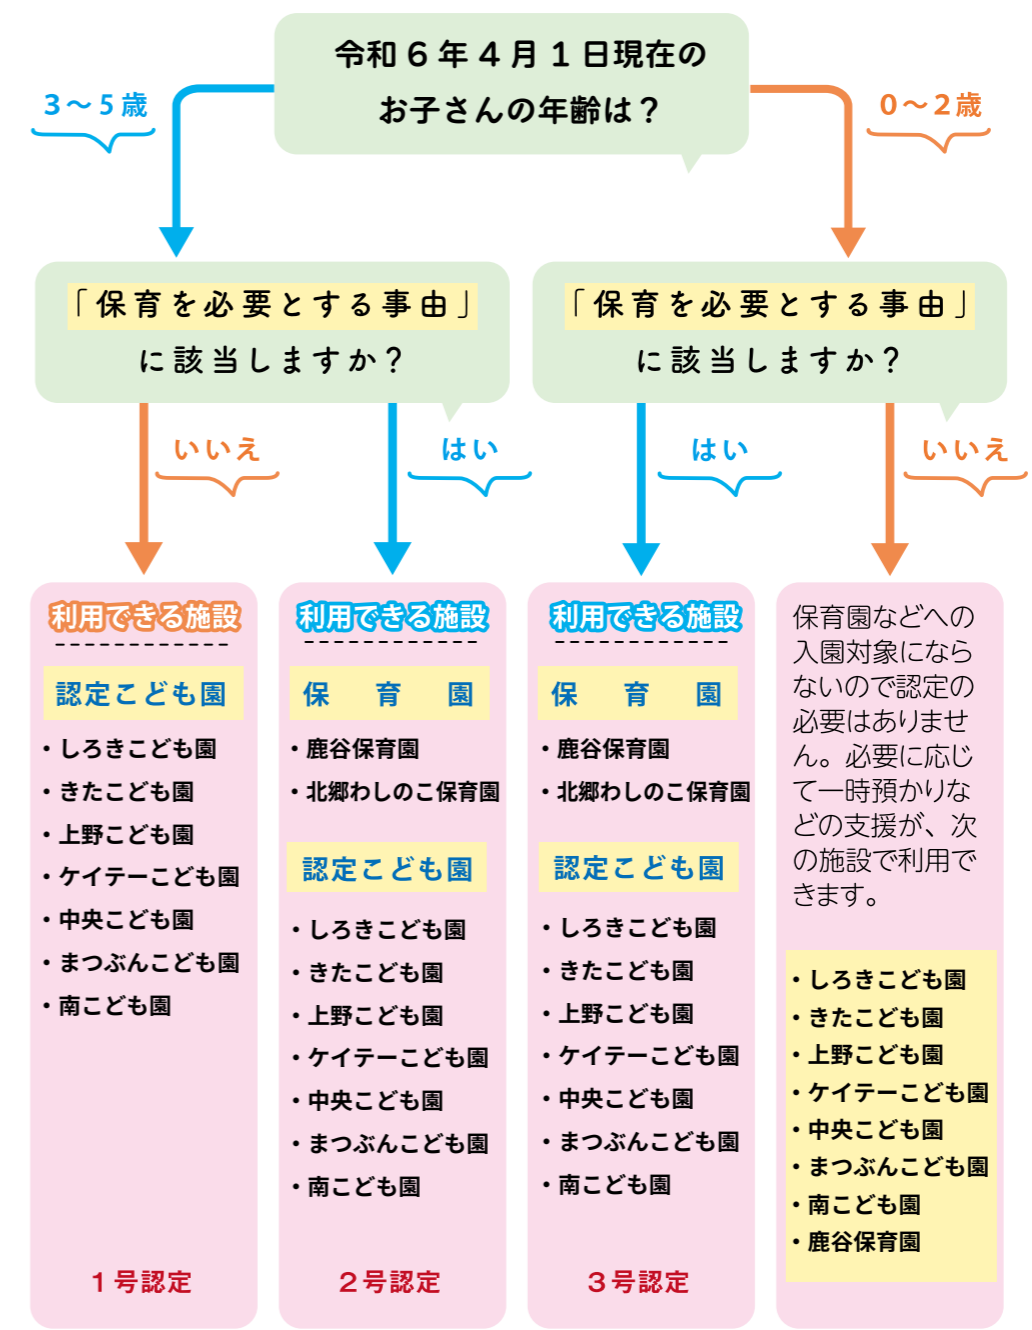 令和６年４月１日現在の
お子さんの年齢は？
３～５歳
０～２歳
「保育を必要とする事由」
に該当しますか？
「保育を必要とする事由」
に該当しますか？
いいえ
はい
はい
いいえ
利用できる施設
認定こども園
・しろきこども園
・きたこども園
・上野こども園
・ケイテーこども園
・中央こども園
・まつぶんこども園
・南こども園
１号認定
利用できる施設
保育園
・鹿谷保育園
・北郷わしのこ保育園
認定こども園
・しろきこども園
・きたこども園
・上野こども園
・ケイテーこども園
・中央こども園
・まつぶんこども園
・南こども園
２号認定
利用できる施設
保育園
・鹿谷保育園
・北郷わしのこ保育園
認定こども園
・しろきこども園
・きたこども園
・上野こども園
・ケイテーこども園
・中央こども園
・まつぶんこども園
・南こども園
３号認定
保育園などへの
入園対象になら
ないので認定の
必要はありませ
ん。必要に応じ
て一時預かりな
どの支援が、次
の施設で利用で
きます。
・しろきこども園
・きたこども園
・上野こども園
・ケイテーこども園
・中央こども園
・まつぶんこども園
・南こども園
・鹿谷保育園